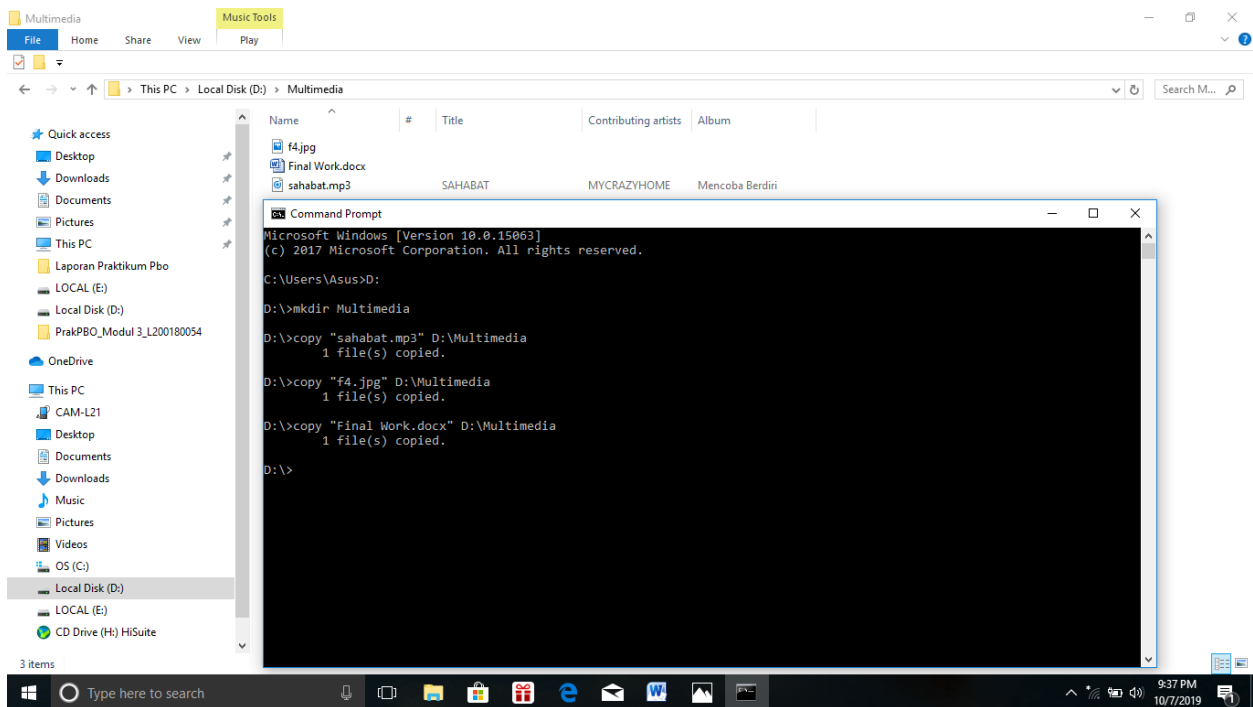 Multimedia
Music Tools
File Home Share View Play
This PC > Local Disk (D:) > Multimedia
Search M...
Name # Title Contributing artists Album
f4.jpg
Final Work.docx
sahabat.mp3 SAHABAT MYCRAZYHOME Mencoba Berdiri
Quick access
Desktop
Downloads
Documents
Pictures
This PC
Laporan Praktikum Pbo
LOCAL (E:)
Local Disk (D:)
PrakPBO_Modul 3_L200180054
OneDrive
This PC
CAM-L21
Desktop
Documents
Downloads
Music
Pictures
Videos
OS (C:)
Local Disk (D:)
LOCAL (E:)
CD Drive (H:) HiSuite
3 items
Command Prompt
Microsoft Windows [Version 10.0.15063]
(c) 2017 Microsoft Corporation. All rights reserved.
C:\Users\Asus>D:
D:\>mkdir Multimedia
D:\>copy "sahabat.mp3" D:\Multimedia
1 file(s) copied.
D:\>copy "f4.jpg" D:\Multimedia
1 file(s) copied.
D:\>copy "Final Work.docx" D:\Multimedia
1 file(s) copied.
D:\>
Type here to search
9:37 PM
10/7/2019